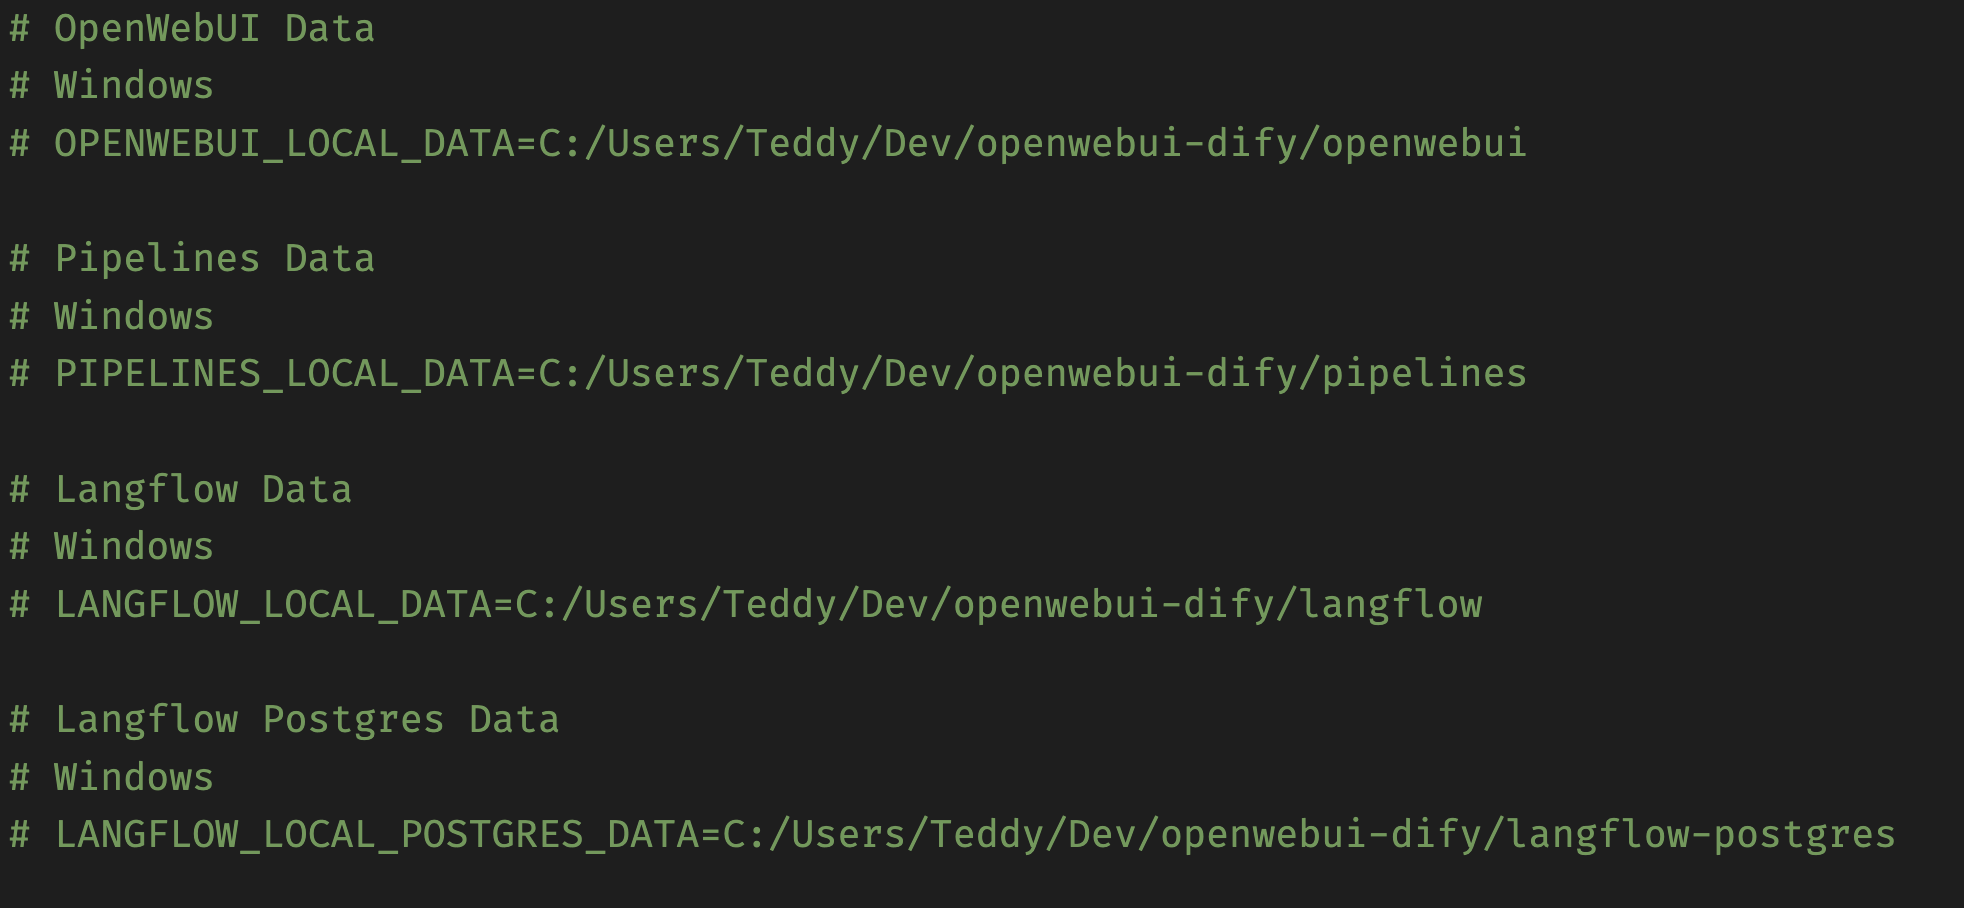 # OpenWebUI Data
# Windows
# OPENWEBUI_LOCAL_DATA=C:/Users/Teddy/Dev/openwebui-dify/openwebui
# Pipelines Data
# Windows
# PIPELINES_LOCAL_DATA=C:/Users/Teddy/Dev/openwebui-dify/pipelines
# Langflow Data
# Windows
# LANGFLOW_LOCAL_DATA=C:/Users/Teddy/Dev/openwebui-dify/langflow
# Langflow Postgres Data
# Windows
# LANGFLOW_LOCAL_POSTGRES_DATA=C:/Users/Teddy/Dev/openwebui-dify/langflow-postgres